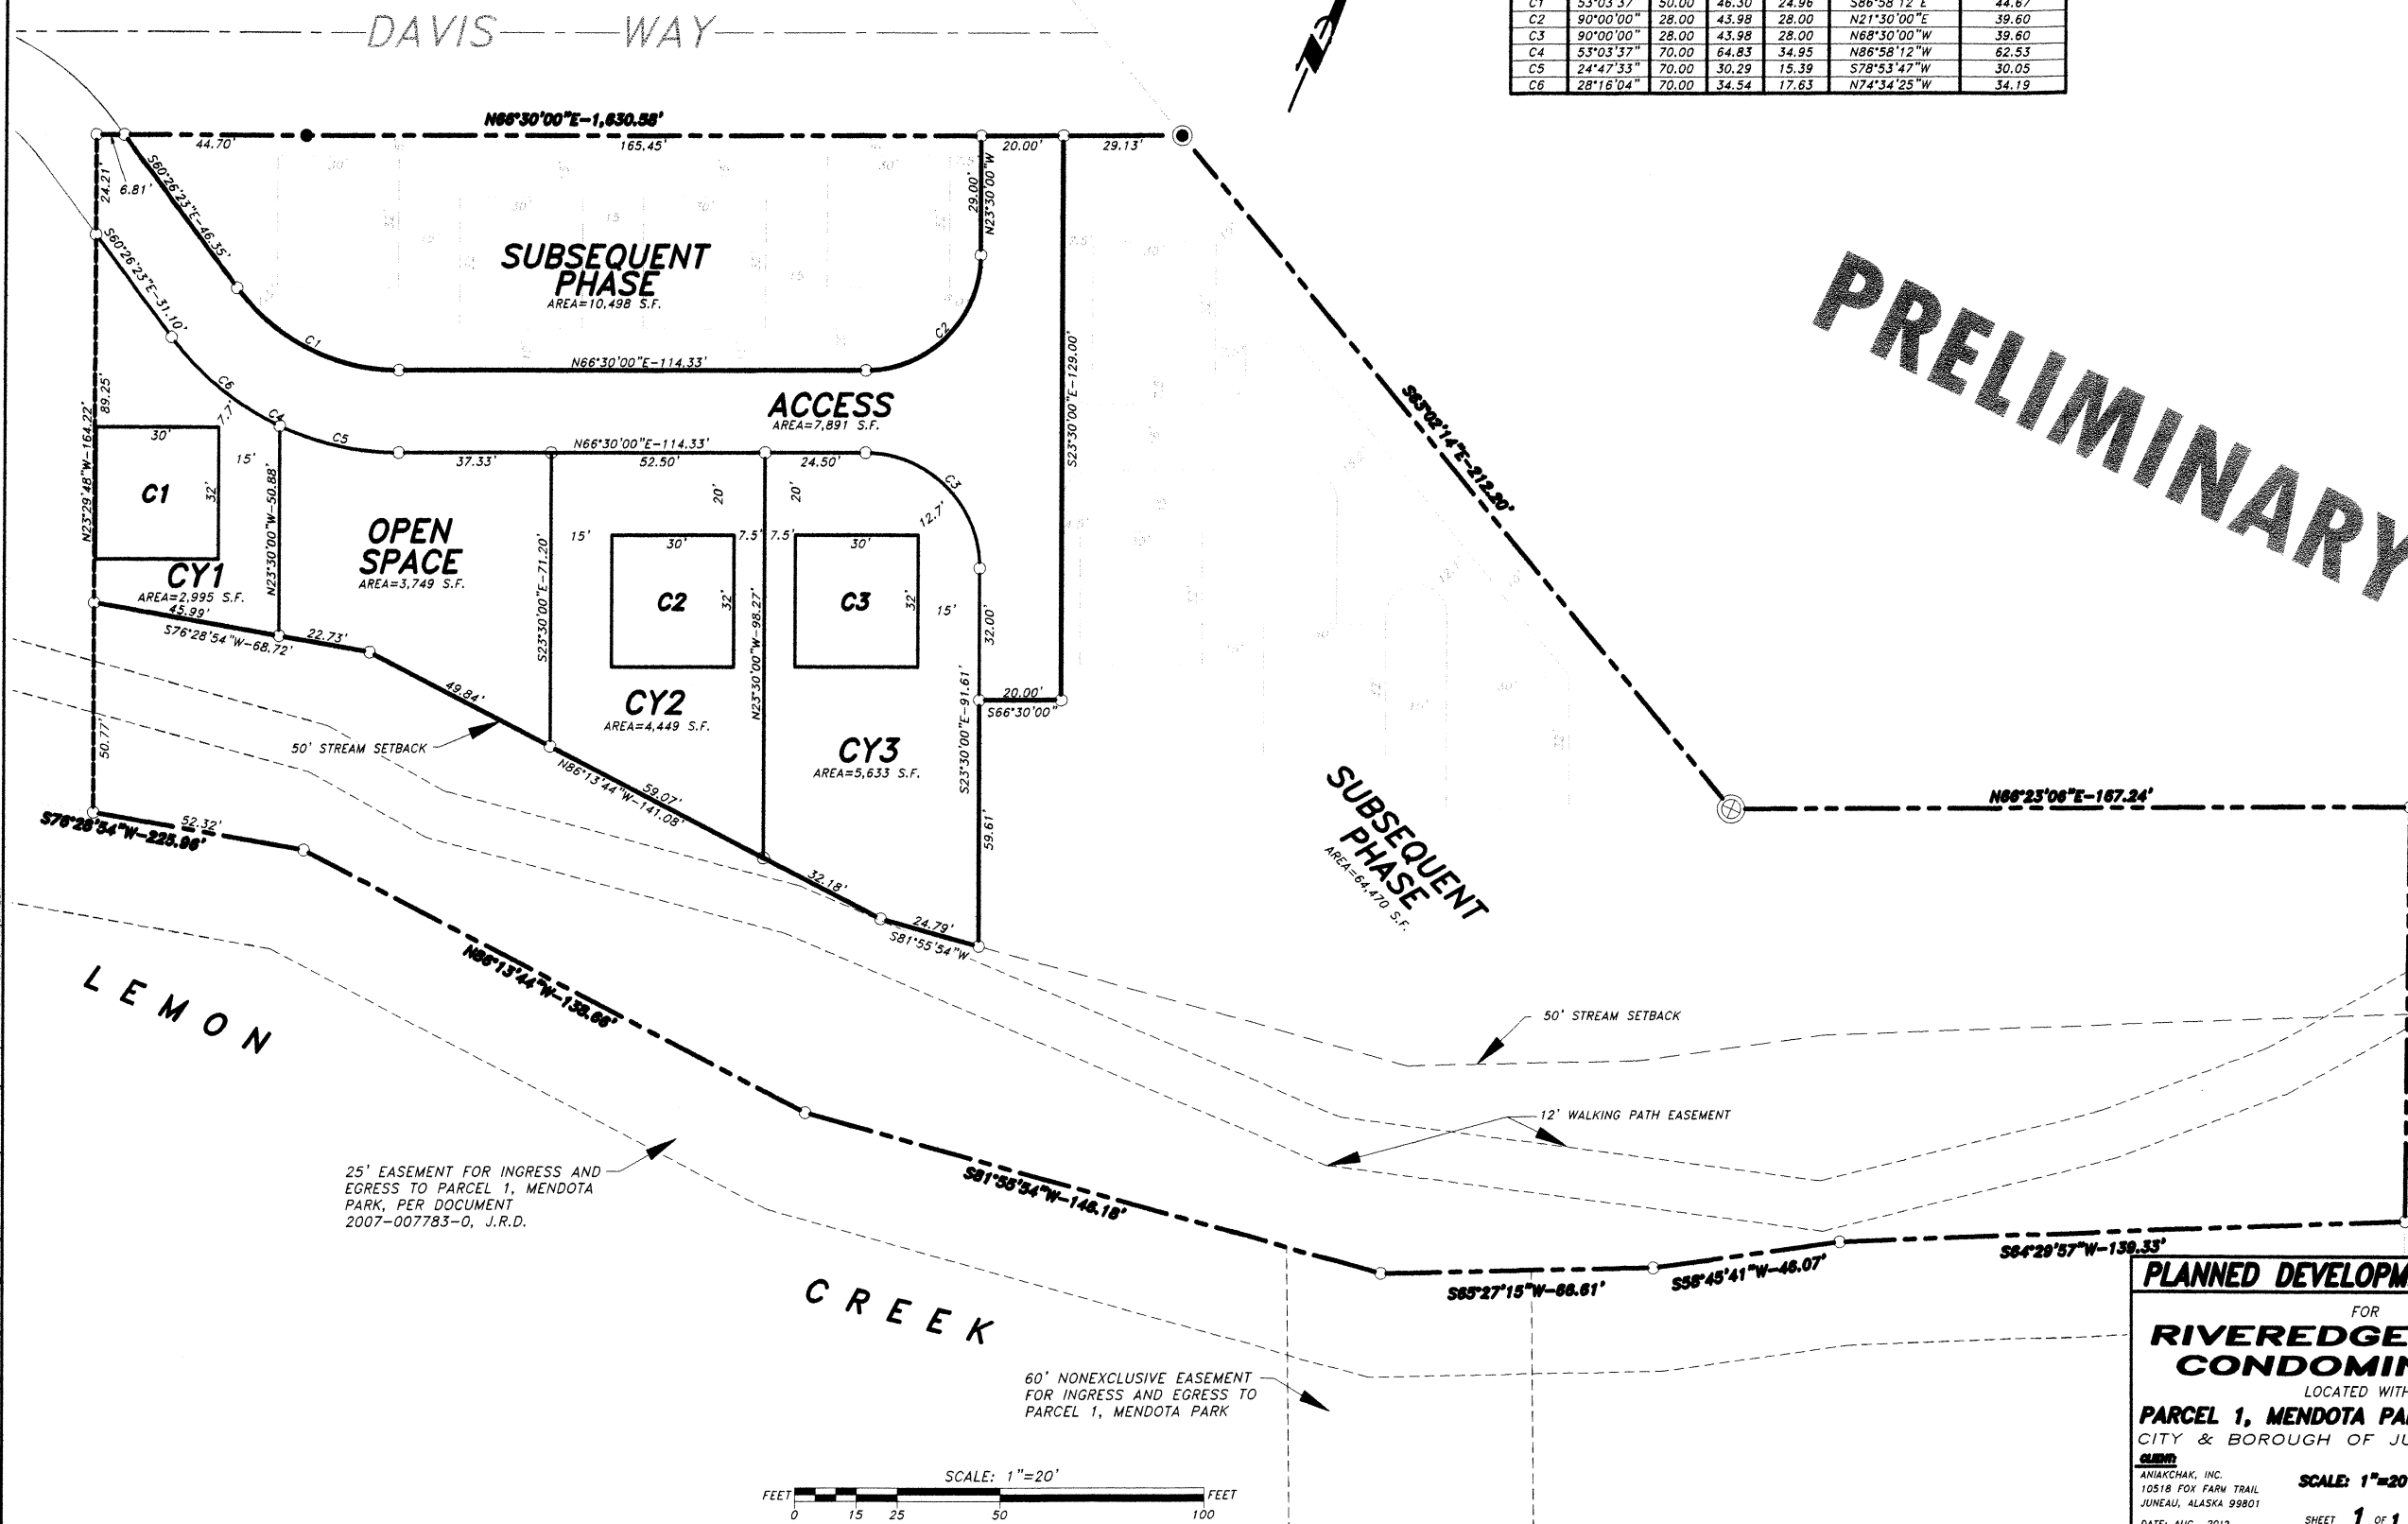 DAVIS WAY
C1 53°03'37" 50.00 46.30 24.96 S86°58'12"E 44.67
C2 90°00'00" 28.00 43.98 28.00 N21°30'00"E 39.60
C3 90°00'00" 28.00 43.98 28.00 N68°30'00"W 39.60
C4 53°03'37" 70.00 64.83 34.95 N86°58'12"W 62.53
C5 24°47'33" 70.00 30.29 15.39 S78°53'47"W 30.05
C6 28°16'04" 70.00 34.54 17.63 N74°34'25"W 34.19
N66°30'00"E-1,630.58'
44.70'
165.45'
20.00'
29.13'
24.21'
6.81'
S60°26'23"E-46.35'
29.00'
N23°30'00"W
S60°26'23"E-31.10'
SUBSEQUENT
PHASE
AREA=10,498 S.F.
C1
C2
N66°30'00"E-114.33'
S23°30'00"E-129.00'
PRELIMINARY
89.25'
N23°29'48"W-164.22'
C6
C4
C5
7.7'
ACCESS
AREA=7,891 S.F.
S63°02'14"E-212.20'
N66°30'00"E-114.33'
37.33'
52.50'
24.50'
30'
15'
C1
32'
N23°30'00"W-50.88'
20'
20'
C3
12.7'
OPEN
SPACE
AREA=3,749 S.F.
15'
30'
7.5'
7.5'
30'
CY1
AREA=2,995 S.F.
45.99'
S76°28'54"W-68.72'
22.73'
S23°30'00"E-71.20'
C2
32'
C3
32'
15'
32.00'
N23°30'00"W-98.27'
S23°30'00"E-91.61'
20.00'
S66°30'00"
CY2
AREA=4,449 S.F.
CY3
AREA=5,633 S.F.
49.84'
50' STREAM SETBACK
50.77'
N86°13'44"W-141.08'
59.07'
59.61'
SUBSEQUENT
PHASE
AREA=64,470 S.F.
N66°23'06"E-167.24'
52.32'
S76°28'54"W-225.96'
32.18'
24.79'
S81°55'54"W
N86°13'44"W-138.66'
LEMON
50' STREAM SETBACK
12' WALKING PATH EASEMENT
25' EASEMENT FOR INGRESS AND
EGRESS TO PARCEL 1, MENDOTA
PARK, PER DOCUMENT
2007-007783-0, J.R.D.
S81°55'54"W-146.18'
CREEK
S65°27'15"W-66.61'
S58°45'41"W-46.07'
S64°29'57"W-139.33'
60' NONEXCLUSIVE EASEMENT
FOR INGRESS AND EGRESS TO
PARCEL 1, MENDOTA PARK
SCALE: 1"=20'
FEET
FEET
0 15 25 50 100
PLANNED DEVELOPM
FOR
RIVEREDGE
CONDOMIN
LOCATED WITH
PARCEL 1, MENDOTA PA
CITY & BOROUGH OF JU
CLIENT:
ANIAKCHAK, INC.
10518 FOX FARM TRAIL
JUNEAU, ALASKA 99801
SCALE: 1"=20
DATE: AUG., 2012
SHEET 1 OF 1